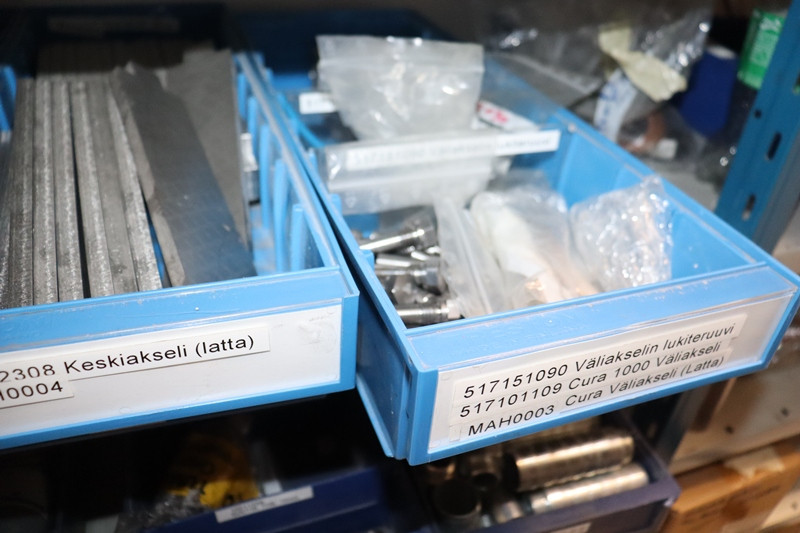 2308 Keskiakseli (latta)
0004
517151090 Väliakselin lukiteruuvi
517101109 Cura 1000 Väliakseli
MAH0003 Cura Väliakseli (Latta)